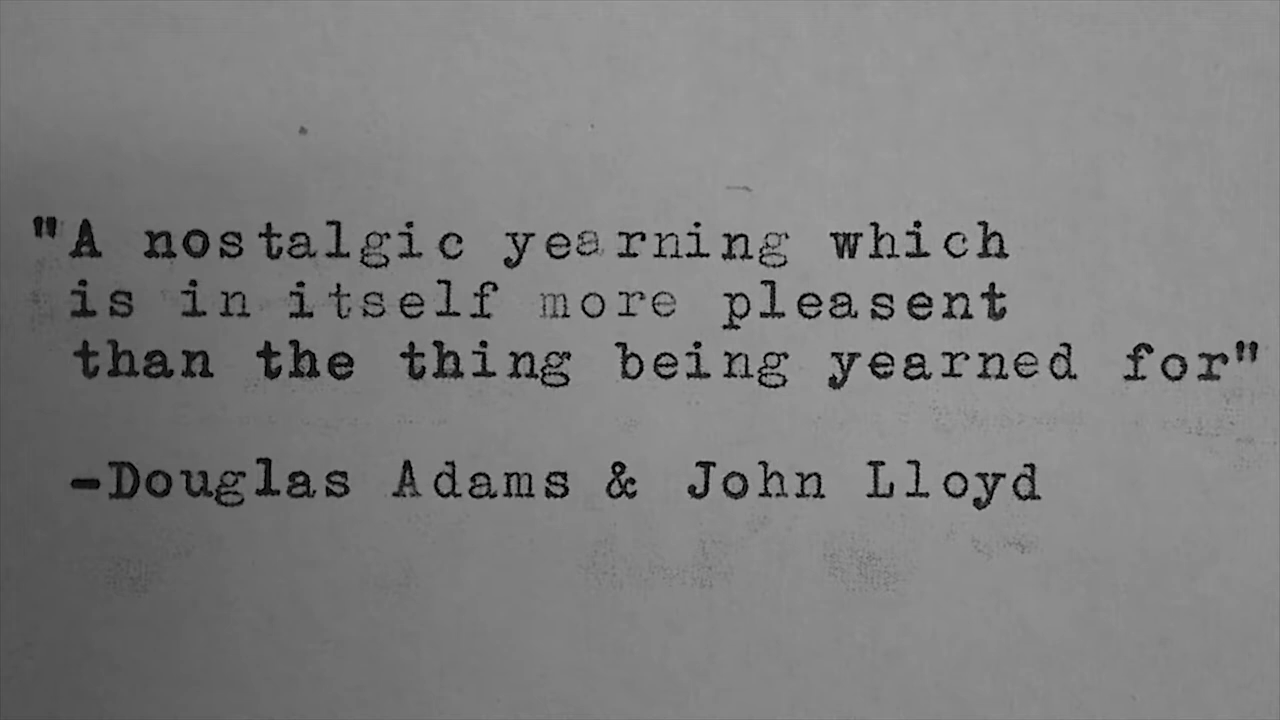 "A nostalgic yearning which
is in itself more pleasent
than the thing being yearned for"
-Douglas Adams & John Lloyd